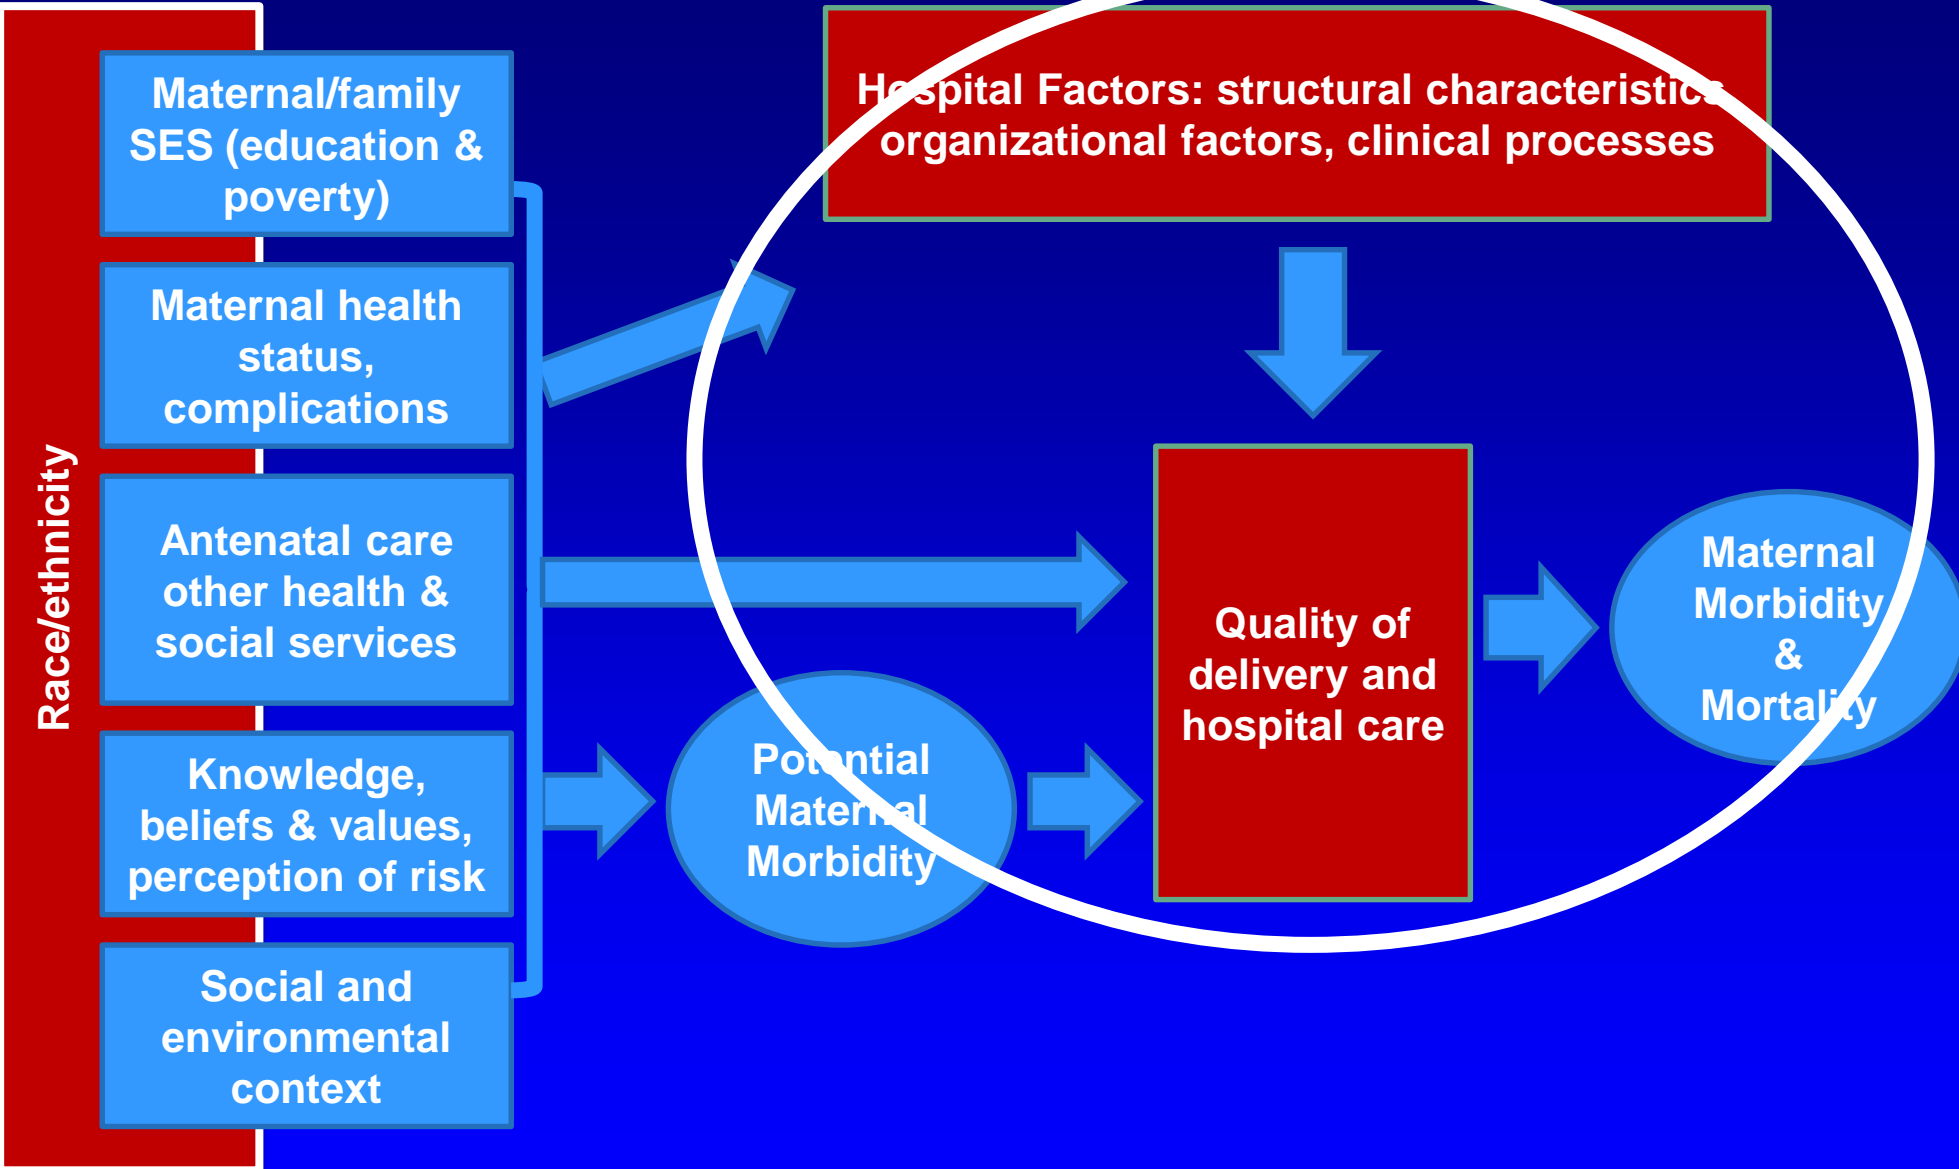 Race/ethnicity
Maternal/family
SES (education &
poverty)
Maternal health
status,
complications
Antenatal care
other health &
social services
Knowledge,
beliefs & values,
perception of risk
Social and
environmental
context
Hospital Factors: structural characteristics
organizational factors, clinical processes
Potential
Maternal
Morbidity
Quality of
delivery and
hospital care
Maternal
Morbidity
&
Mortality